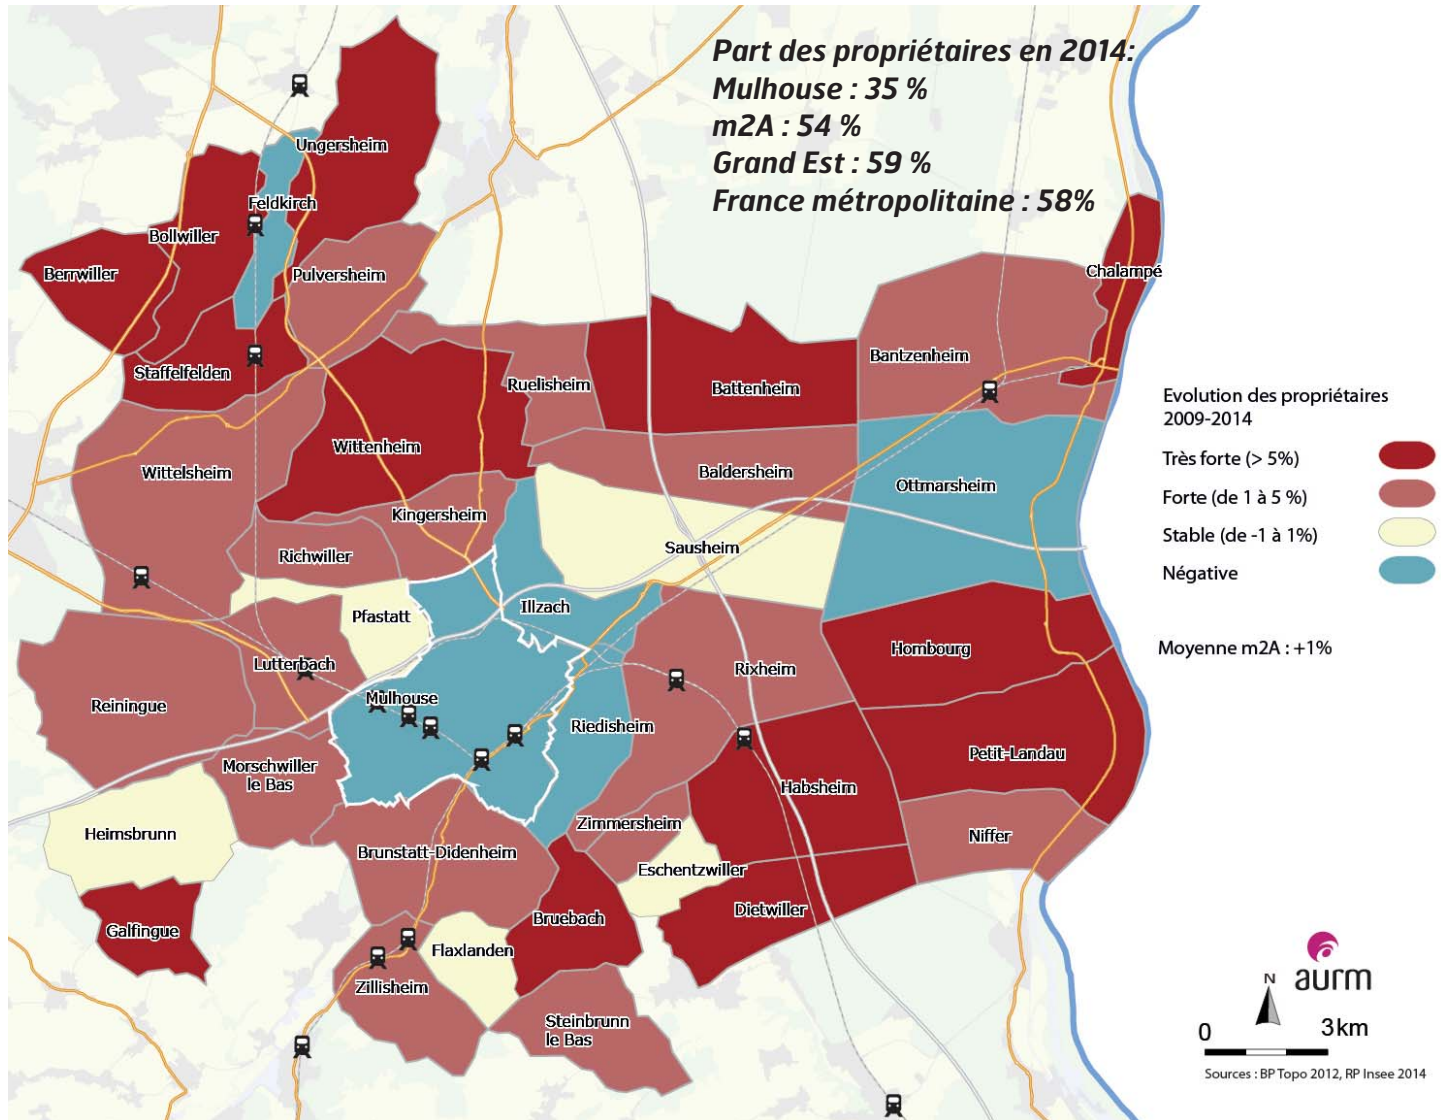 Part des propriétaires en 2014:
Mulhouse : 35 %
m2A : 54 %
Grand Est : 59 %
France métropolitaine : 58%
Ungersheim
Feldkirch
Bollwiller
Berrwiller
Pulversheim
Chalampé
Staffelfelden
Ruelisheim
Battenheim
Bantzenheim
Wittenheim
Wittelsheim
Baldersheim
Ottmarsheim
Kingersheim
Richwiller
Sausheim
Pfastatt
Illzach
Hombourg
Lutterbach
Rixheim
Reiningue
Mulhouse
Riedisheim
Petit-Landau
Morschwiller
le Bas
Habsheim
Heimsbrunn
Zimmersheim
Niffer
Brunstatt-Didenheim
Eschentzwiller
Dietwiller
Bruebach
Galfingue
Flaxlanden
Zillisheim
Steinbrunn
le Bas
Evolution des propriétaires
2009-2014
Très forte (> 5%)
Forte (de 1 à 5 %)
Stable (de -1 à 1%)
Négative
Moyenne m2A : +1%
aurm
N
0 3km
Sources : BP Topo 2012, RP Insee 2014